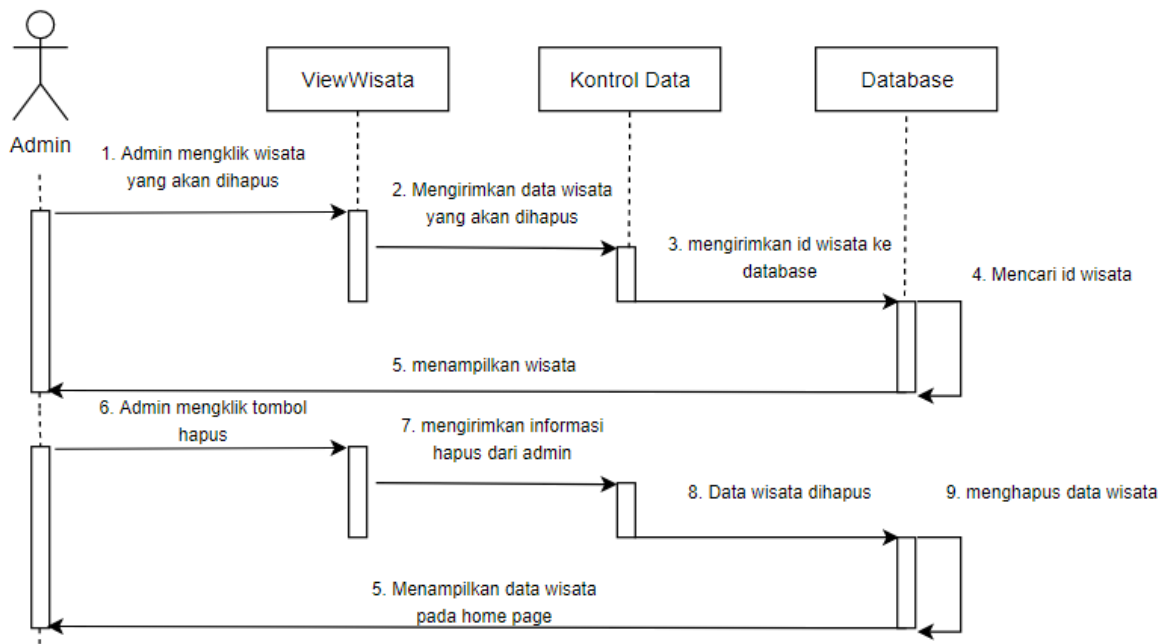 ViewWisata
Kontrol Data
Database
Admin
1. Admin mengklik wisata
yang akan dihapus
2. Mengirimkan data wisata
yang akan dihapus
3. mengirimkan id wisata ke
database
4. Mencari id wisata
5. menampilkan wisata
6. Admin mengklik tombol
hapus
7. mengirimkan informasi
hapus dari admin
8. Data wisata dihapus
9. menghapus data wisata
5. Menampilkan data wisata
pada home page